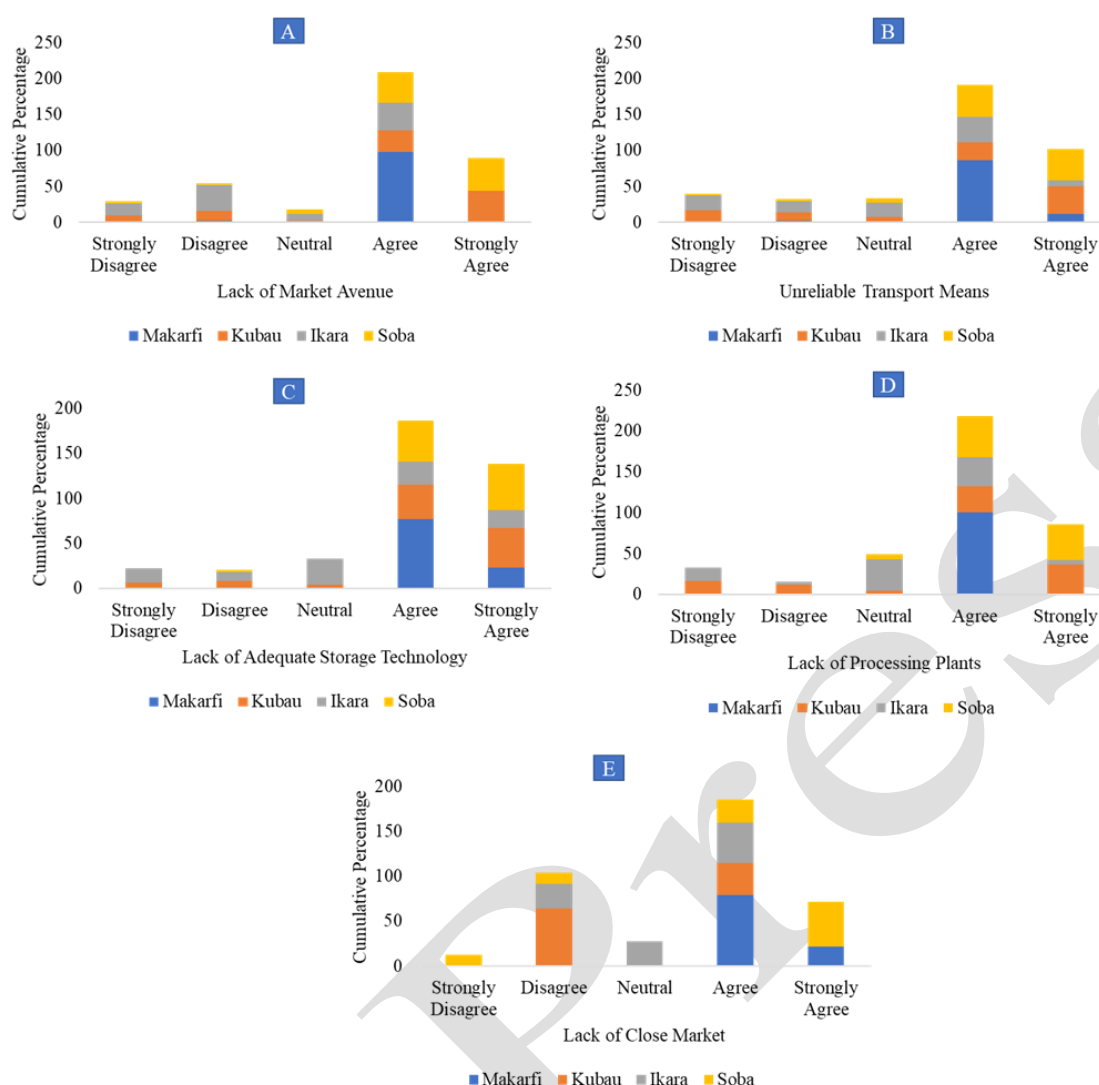 A
Cumulative Percentage
250
200
150
100
50
0
Strongly Disagree
Disagree
Neutral
Agree
Strongly Agree
Lack of Market Avenue
Makarfi Kubau Ikara Soba
B
Cumulative Percentage
250
200
150
100
50
0
Strongly Disagree
Disagree
Neutral
Agree
Strongly Agree
Unreliable Transport Means
Makarfi Kubau Ikara Soba
C
Cumulative Percentage
200
150
100
50
0
Strongly Disagree
Disagree
Neutral
Agree
Strongly Agree
Lack of Adequate Storage Technology
Makarfi Kubau Ikara Soba
D
Cumulative Percentage
250
200
150
100
50
0
Strongly Disagree
Disagree
Neutral
Agree
Strongly Agree
Lack of Processing Plants
Makarfi Kubau Ikara Soba
E
Cumulative Percentage
200
150
100
50
0
Strongly Disagree
Disagree
Neutral
Agree
Strongly Agree
Lack of Close Market
Makarfi Kubau Ikara Soba
Press